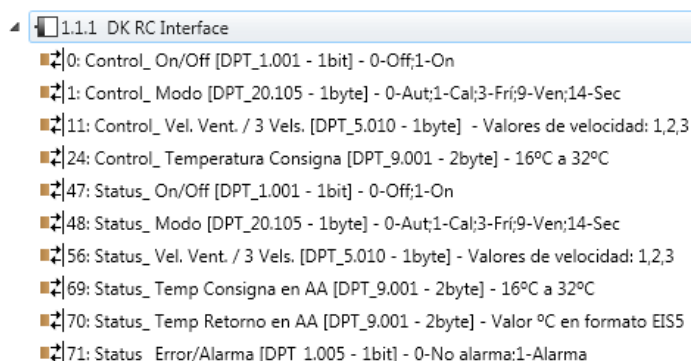 1.1.1 DK RC Interface
0: Control_ On/Off [DPT_1.001 - 1bit] - 0-Off;1-On
1: Control_ Modo [DPT_20.105 - 1byte] - 0-Aut;1-Cal;3-Frí;9-Ven;14-Sec
11: Control_ Vel. Vent. / 3 Vels. [DPT_5.010 - 1byte] - Valores de velocidad: 1,2,3
24: Control_ Temperatura Consigna [DPT_9.001 - 2byte] - 16ºC a 32ºC
47: Status_ On/Off [DPT_1.001 - 1bit] - 0-Off;1-On
48: Status_ Modo [DPT_20.105 - 1byte] - 0-Aut;1-Cal;3-Frí;9-Ven;14-Sec
56: Status_ Vel. Vent. / 3 Vels. [DPT_5.010 - 1byte] - Valores de velocidad: 1,2,3
69: Status_ Temp Consigna en AA [DPT_9.001 - 2byte] - 16ºC a 32ºC
70: Status_ Temp Retorno en AA [DPT_9.001 - 2byte] - Valor ºC en formato EIS5
71: Status_ Error/Alarma [DPT_1.005 - 1bit] - 0-No alarma;1-Alarma